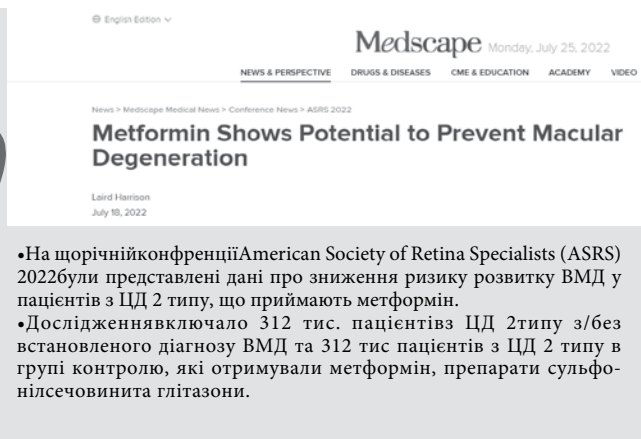 English Edition
Medscape Monday, July 25, 2022
NEWS & PERSPECTIVE DRUGS & DISEASES CME & EDUCATION ACADEMY VIDEO
News > Medscape Medical News > Conference News > ASRS 2022
Metformin Shows Potential to Prevent Macular
Degeneration
Laird Harrison
July 18, 2022
•На щорічнійконфренціїAmerican Society of Retina Specialists (ASRS)
2022були представлені дані про зниження ризику розвитку ВМД у
пацієнтів з ЦД 2 типу, що приймають метформін.
•Дослідженнявключало 312 тис. пацієнтівз ЦД 2типу з/без
встановленого діагнозу ВМД та 312 тис пацієнтів з ЦД 2 типу в
групі контролю, які отримували метформін, препарати сульфо-
нілсечовинита глітазони.